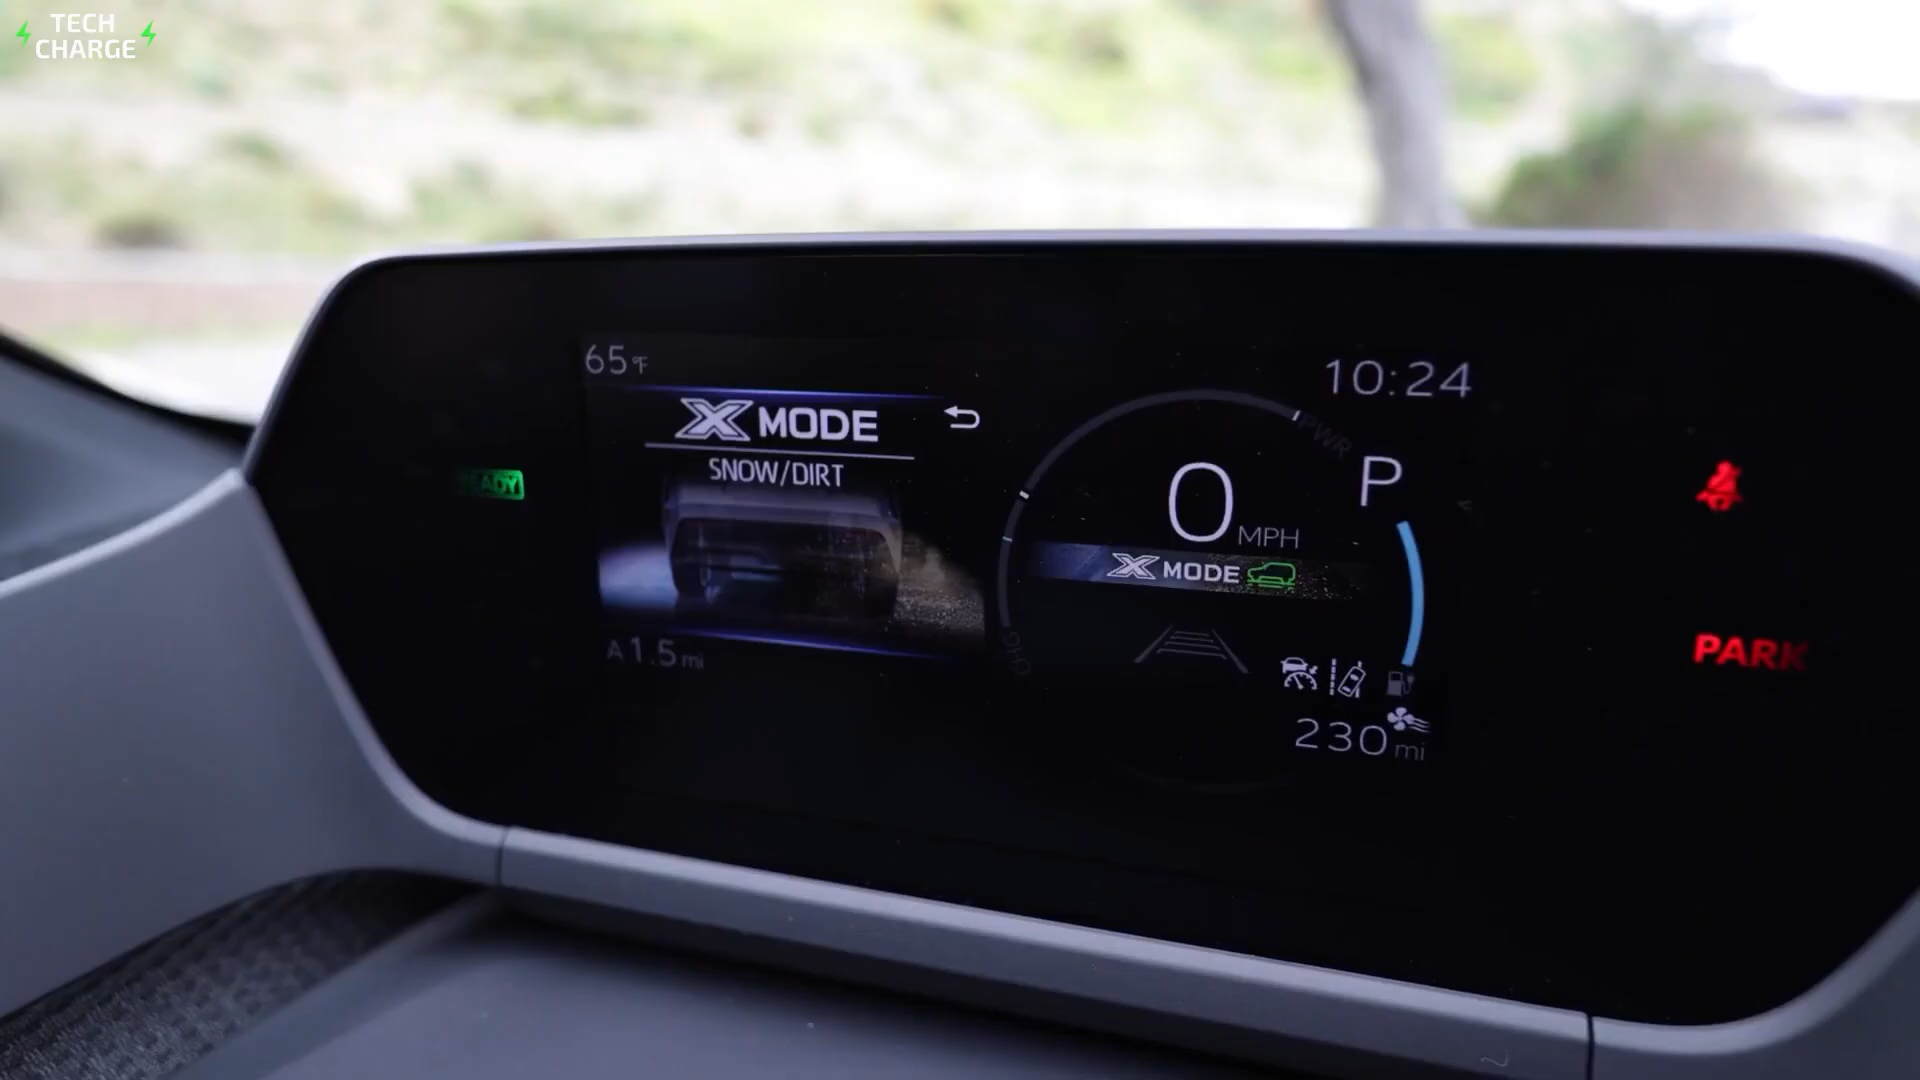 TECH
CHARGE
65°F
10:24
X MODE
SNOW/DIRT
PWR
P
READY
0 MPH
X MODE
CHG
A 1.5 mi
PARK
230 mi